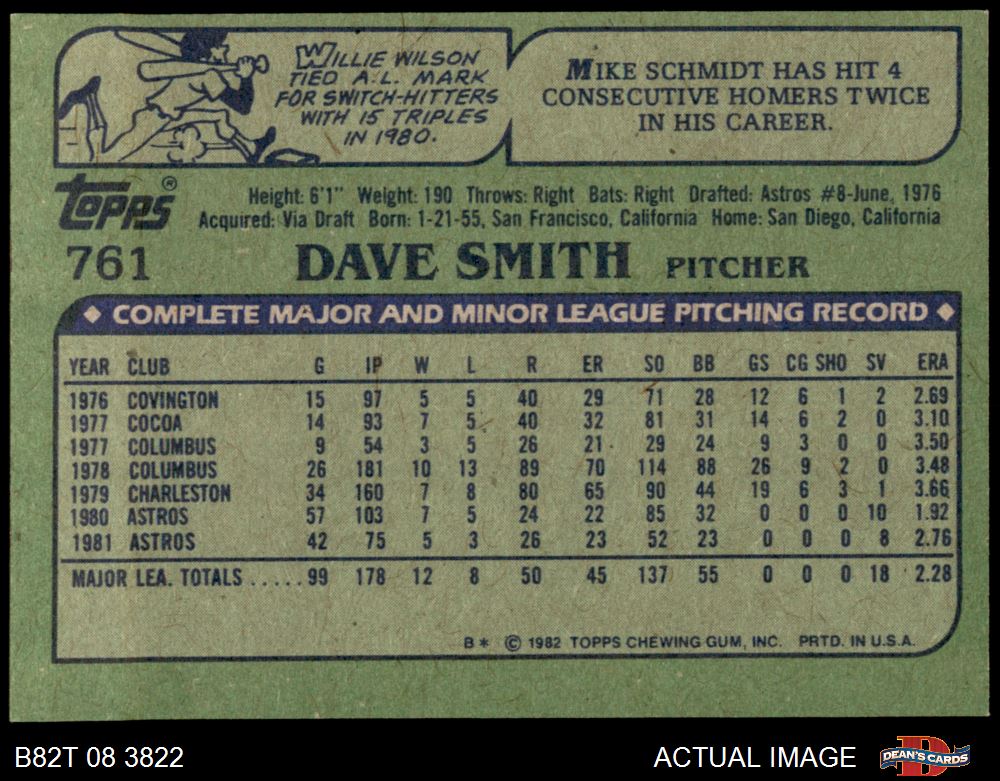 WILLIE WILSON
TIED A.L. MARK
FOR SWITCH-HITTERS
WITH 15 TRIPLES
IN 1980.
MIKE SCHMIDT HAS HIT 4
CONSECUTIVE HOMERS TWICE
IN HIS CAREER.
topps®
Height: 6'1" Weight: 190 Throws: Right Bats: Right Drafted: Astros #8-June, 1976
Acquired: Via Draft Born: 1-21-55, San Francisco, California Home: San Diego, California
761 DAVE SMITH PITCHER
◆ COMPLETE MAJOR AND MINOR LEAGUE PITCHING RECORD ◆
YEAR CLUB G IP W L R ER SO BB GS CG SHO SV ERA
1976 COVINGTON 15 97 5 5 40 29 71 28 12 6 1 2 2.69
1977 COCOA 14 93 7 5 40 32 81 31 14 6 2 0 3.10
1977 COLUMBUS 9 54 3 5 26 21 29 24 9 3 0 0 3.50
1978 COLUMBUS 26 181 10 13 89 70 114 88 26 9 2 0 3.48
1979 CHARLESTON 34 160 7 8 80 65 90 44 19 6 3 1 3.66
1980 ASTROS 57 103 7 5 24 22 85 32 0 0 0 10 1.92
1981 ASTROS 42 75 5 3 26 23 52 23 0 0 0 8 2.76
MAJOR LEA. TOTALS ..... 99 178 12 8 50 45 137 55 0 0 0 18 2.28
B* © 1982 TOPPS CHEWING GUM, INC. PRTD. IN U.S.A.
B82T 08 3822 ACTUAL IMAGE DEAN'S CARDS